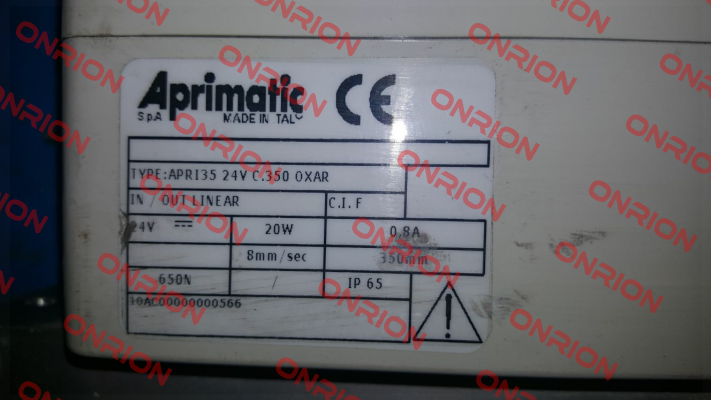 Aprimatic CE
S.p.A MADE IN ITALY
TYPE:APRI35 24V C.350 OXAR
IN / OUT LINEAR C.I.F
24V 20W 0,8A
8mm/sec 350mm
650N / IP 65
10AC00000000566
ONRION